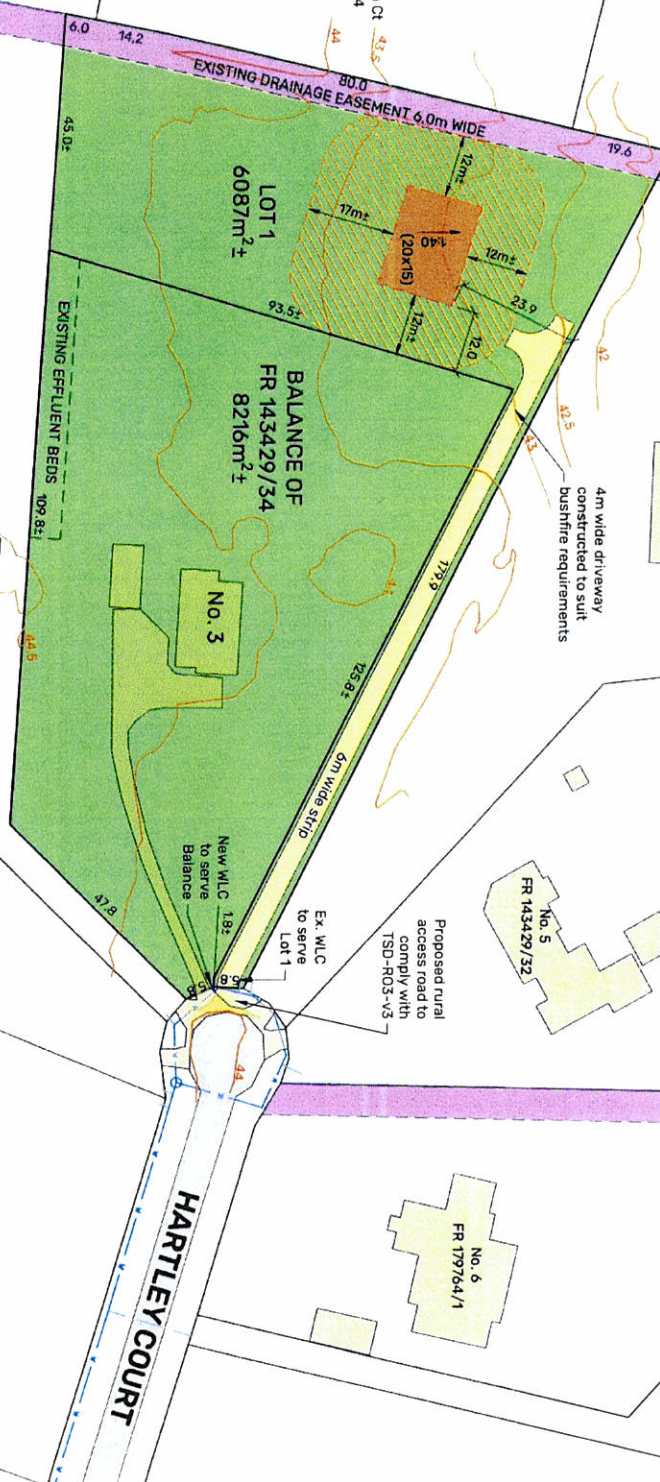 Ct
4
43.5
44
6.0
14.2
80.0
EXISTING DRAINAGE EASEMENT 6.0m WIDE
19.6
45.0±
LOT 1
6087m²±
12m±
17m±
1:40
(20x15)
12m±
12m±
23.9
12.0
93.5±
42
42.5
43
4m wide driveway
constructed to suit
bushfire requirements
EXISTING EFFLUENT BEDS
109.8±
BALANCE OF
FR 143429/34
8216m²±
179.9
125.8±
6m wide strip
No. 3
44.5
47.8
New WLC
to serve
Balance
1.8±
Ex. WLC
to serve
Lot 1
5.8
Proposed rural
access road to
comply with
TSD-R03-v3
No. 5
FR 143429/32
44
HARTLEY COURT
No. 6
FR 179764/1